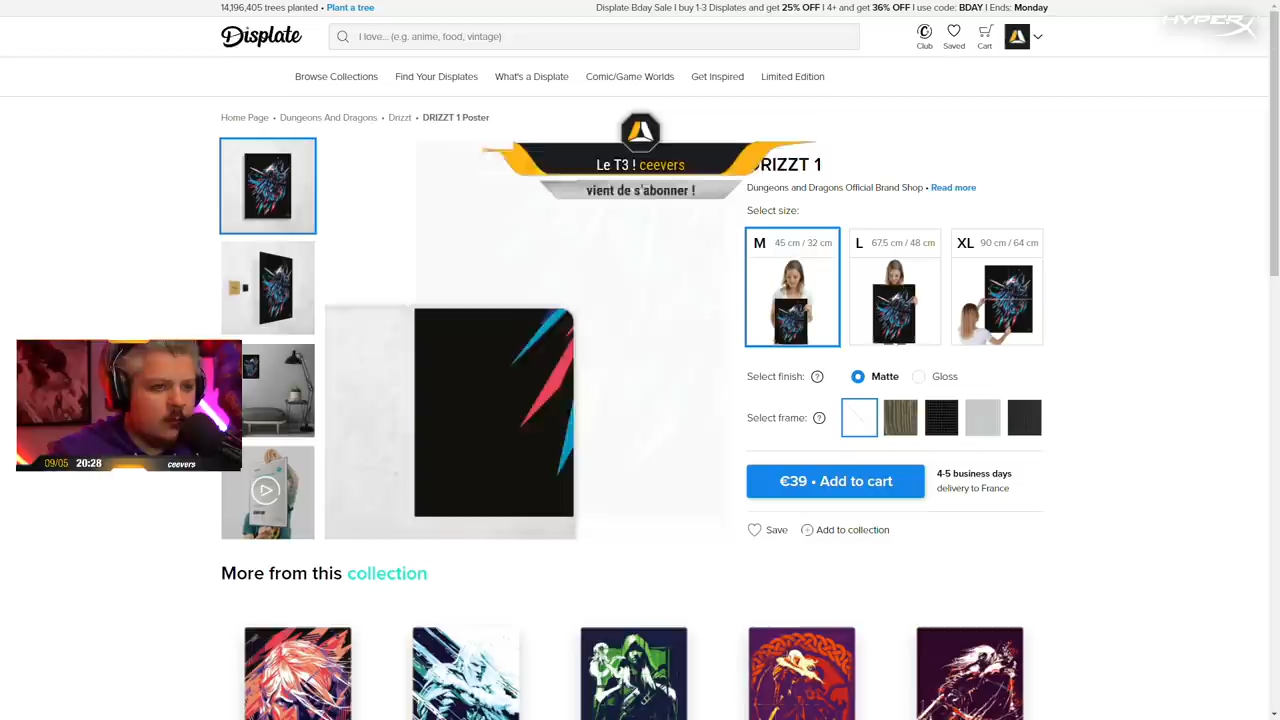 14,196,405 trees planted • Plant a tree
Displate Bday Sale I buy 1-3 Displates and get 25% OFF I 4+ and get 36% OFF I use code: BDAY I Ends: Monday
HYPERX
Displate
I love... (e.g. anime, food, vintage)
Club
Saved
Cart
Browse Collections
Find Your Displates
What's a Displate
Comic/Game Worlds
Get Inspired
Limited Edition
Home Page • Dungeons And Dragons • Drizzt • DRIZZT 1 Poster
Le T3 ! ceevers
vient de s'abonner !
DRIZZT 1
Dungeons and Dragons Official Brand Shop • Read more
Select size:
M 45 cm / 32 cm
L 67.5 cm / 48 cm
XL 90 cm / 64 cm
Select finish: ?
Matte
Gloss
Select frame: ?
€39 • Add to cart
4-5 business days
delivery to France
Save
Add to collection
09/05 20:28 ceevers
More from this collection